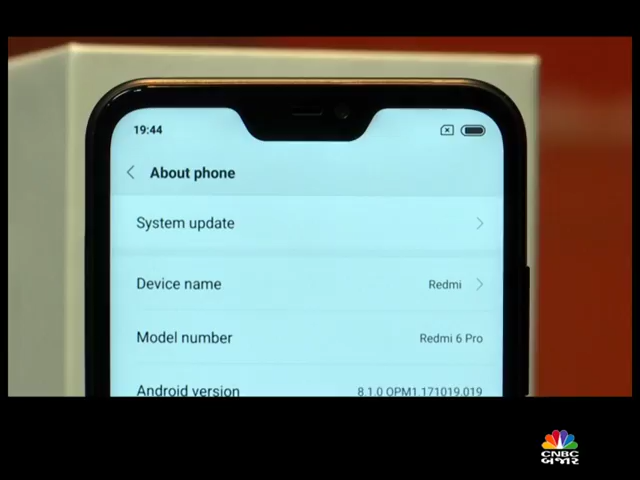 19:44
About phone
System update
Device name Redmi
Model number Redmi 6 Pro
Android version 8.1.0 OPM1.171019.019
CNBC
બજાર